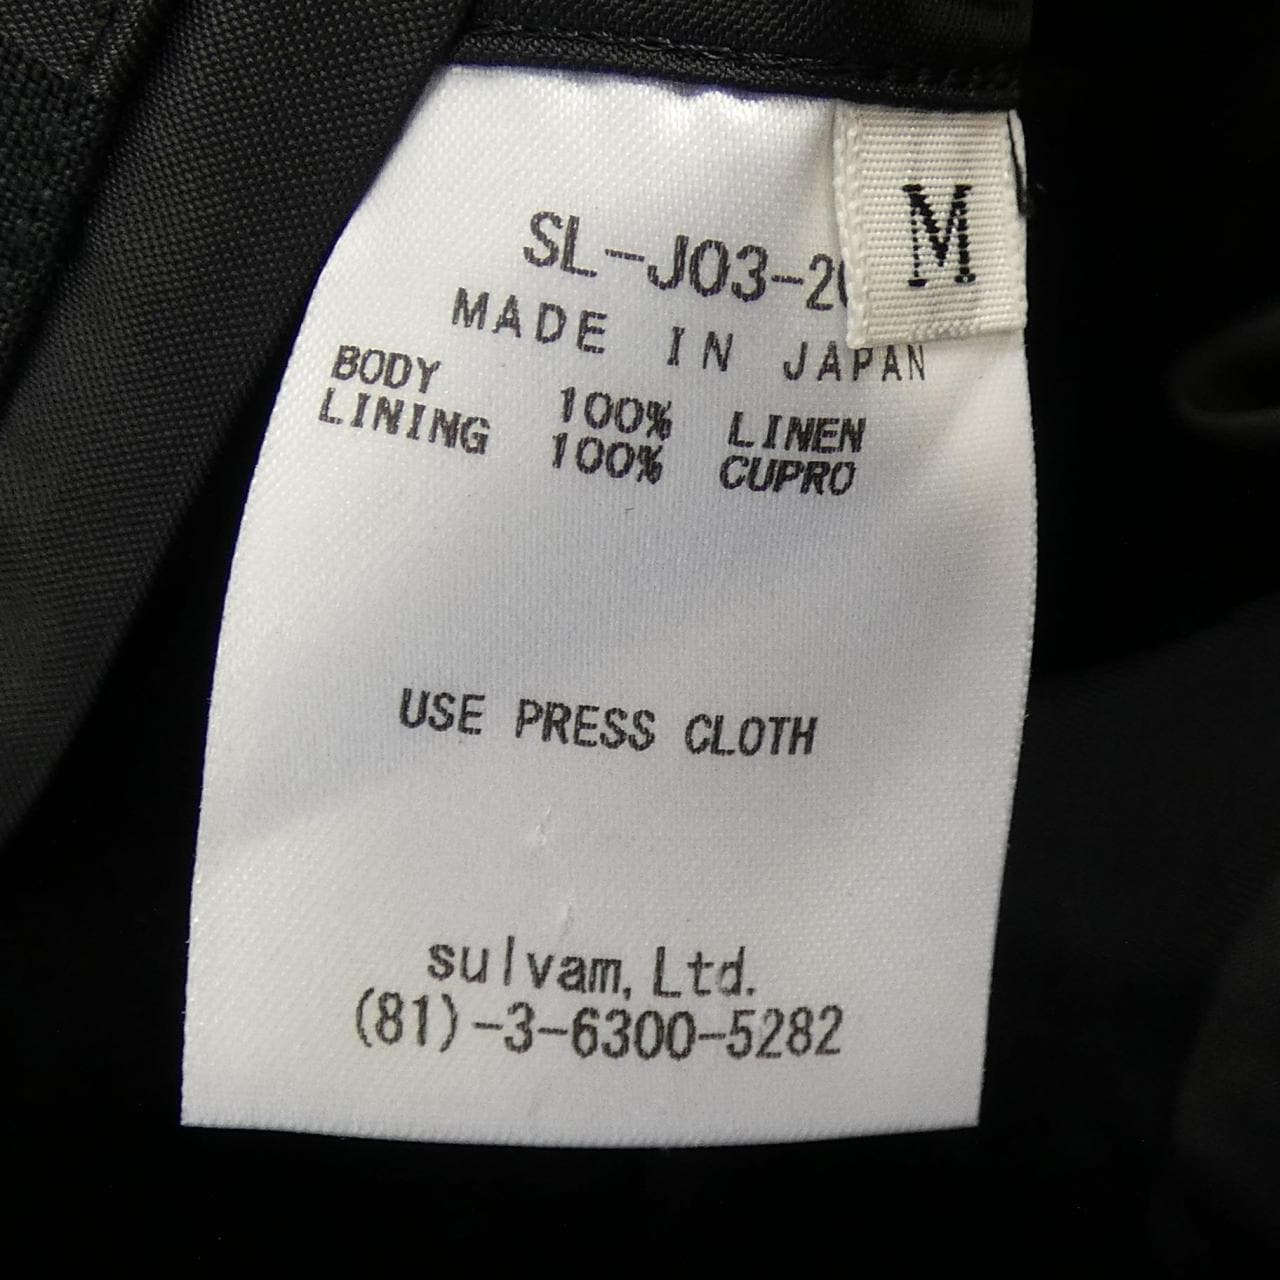 M
SL-J03-2
MADE IN JAPAN
BODY 100% LINEN
LINING 100% CUPRO
USE PRESS CLOTH
sulvam, Ltd.
(81)-3-6300-5282